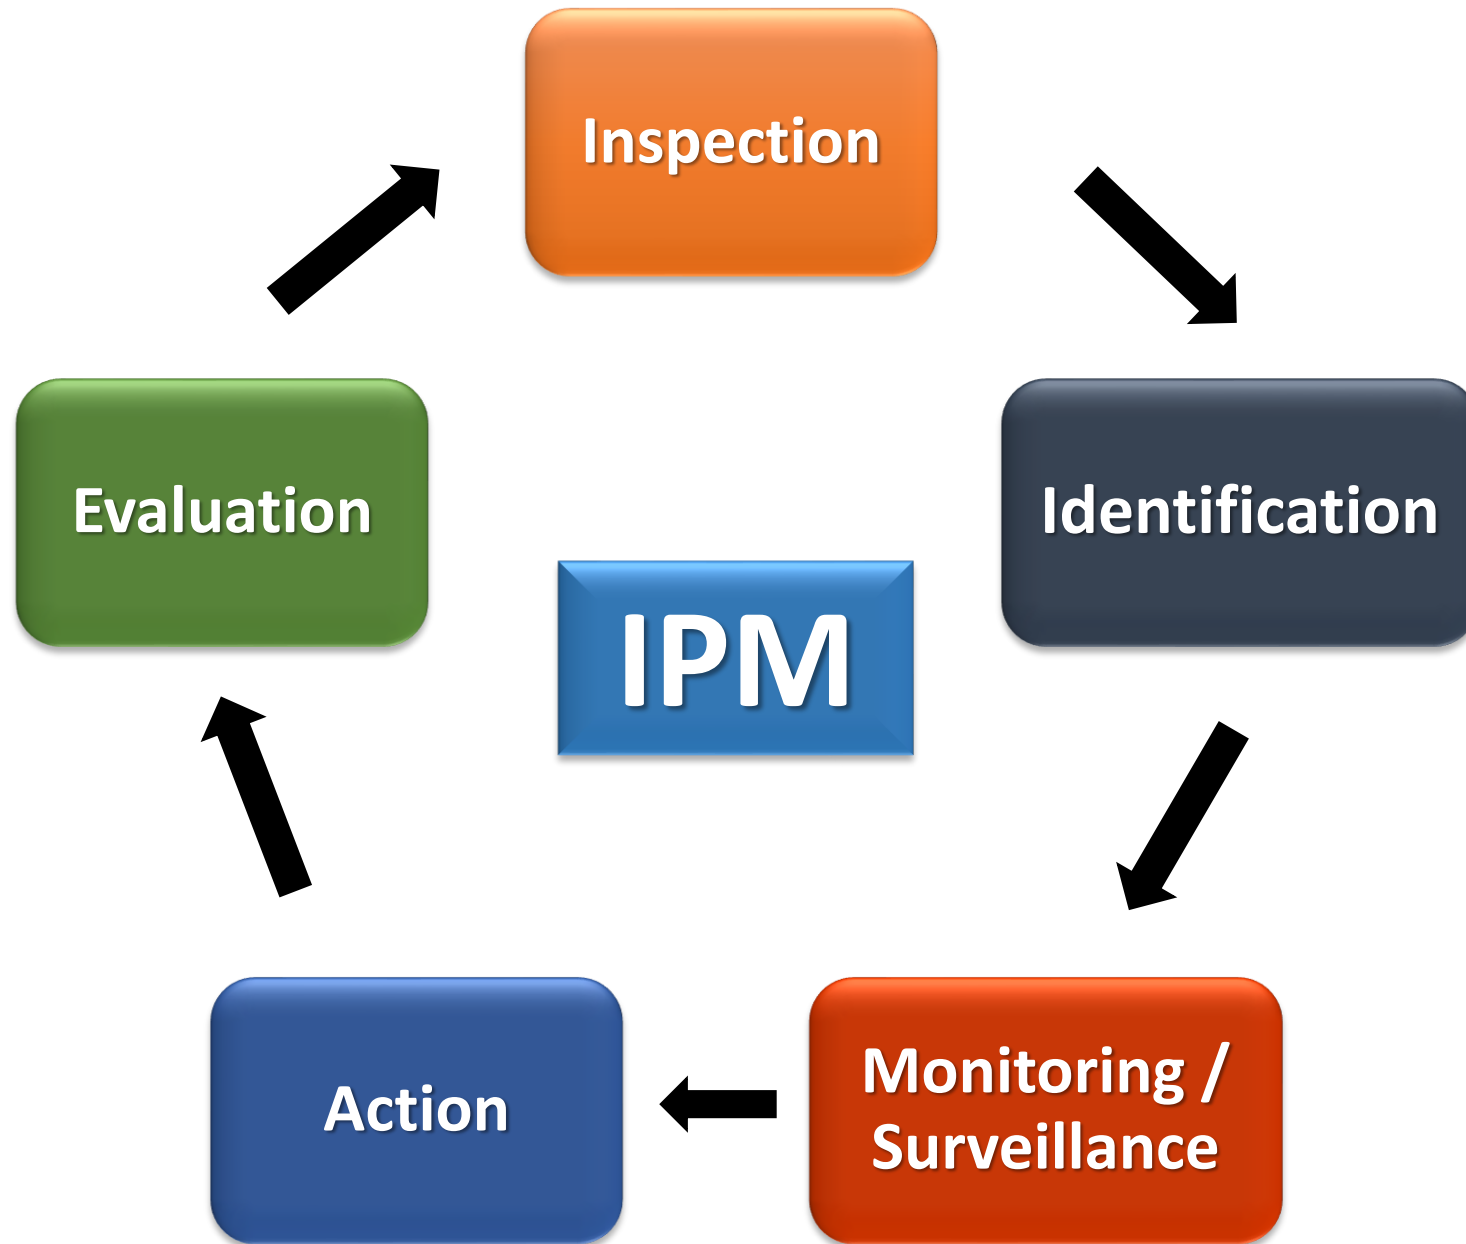 Inspection
Identification
Monitoring /
Surveillance
Action
Evaluation
IPM